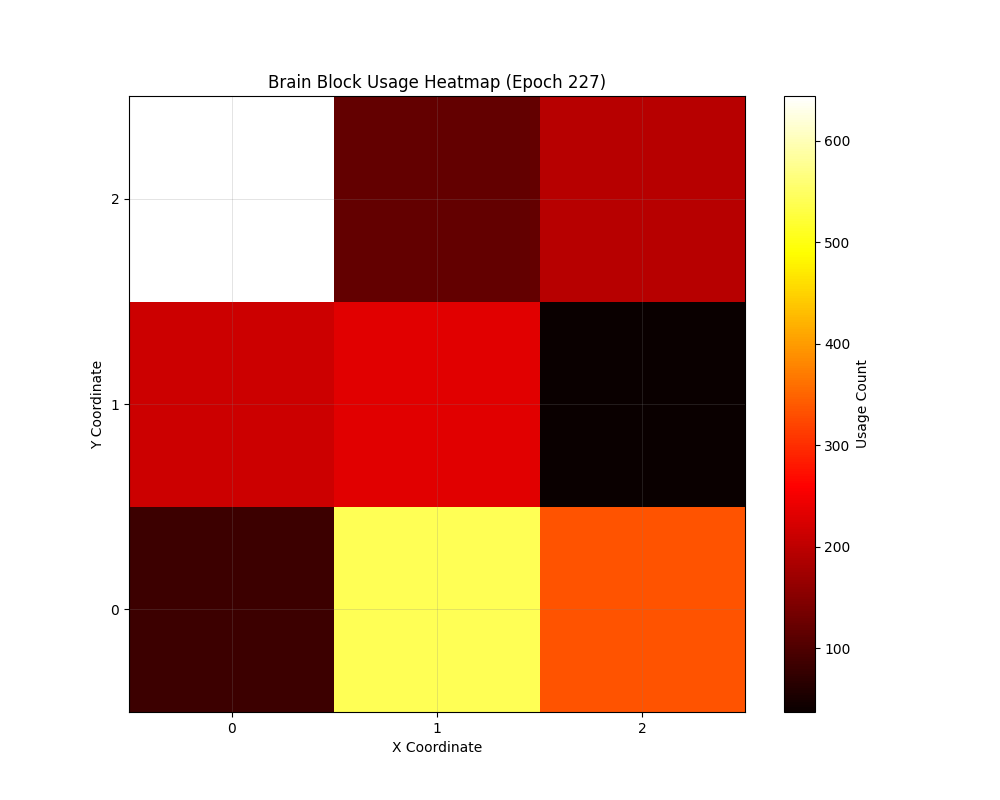 Brain Block Usage Heatmap (Epoch 227)
2
1
0
Y Coordinate
0 1 2
X Coordinate
600
500
400
300
200
100
Usage Count